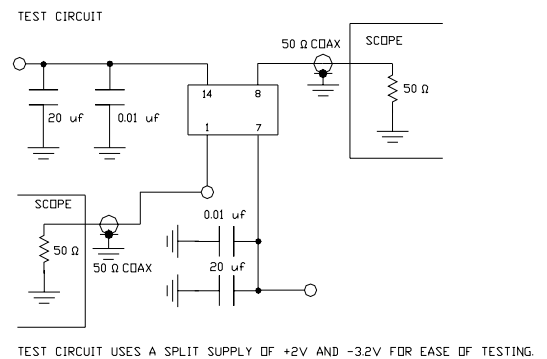 TEST CIRCUIT
50 Ω COAX
SCOPE
14
8
50 Ω
20 uf
0.01 uf
1
7
SCOPE
0.01 uf
50 Ω
50 Ω COAX
20 uf
TEST CIRCUIT USES A SPLIT SUPPLY OF +2V AND -3.2V FOR EASE OF TESTING.